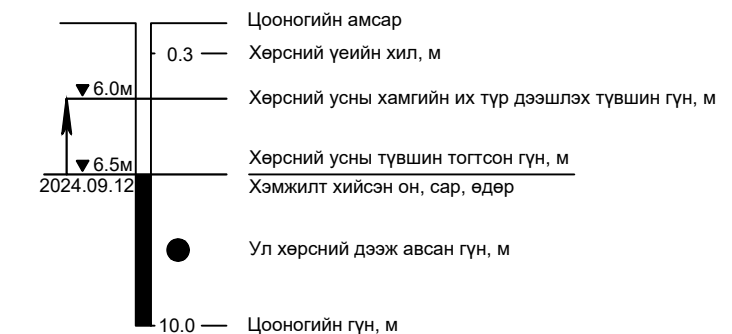 Цооногийн амсар
0.3 Хөрсний үеийн хил, м
6.0м Хөрсний усны хамгийн их түр дээшлэх түвшин гүн, м
6.5м Хөрсний усны түвшин тогтсон гүн, м
2024.09.12 Хэмжилт хийсэн он, сар, өдөр
Ул хөрсний дээж авсан гүн, м
10.0 Цооногийн гүн, м